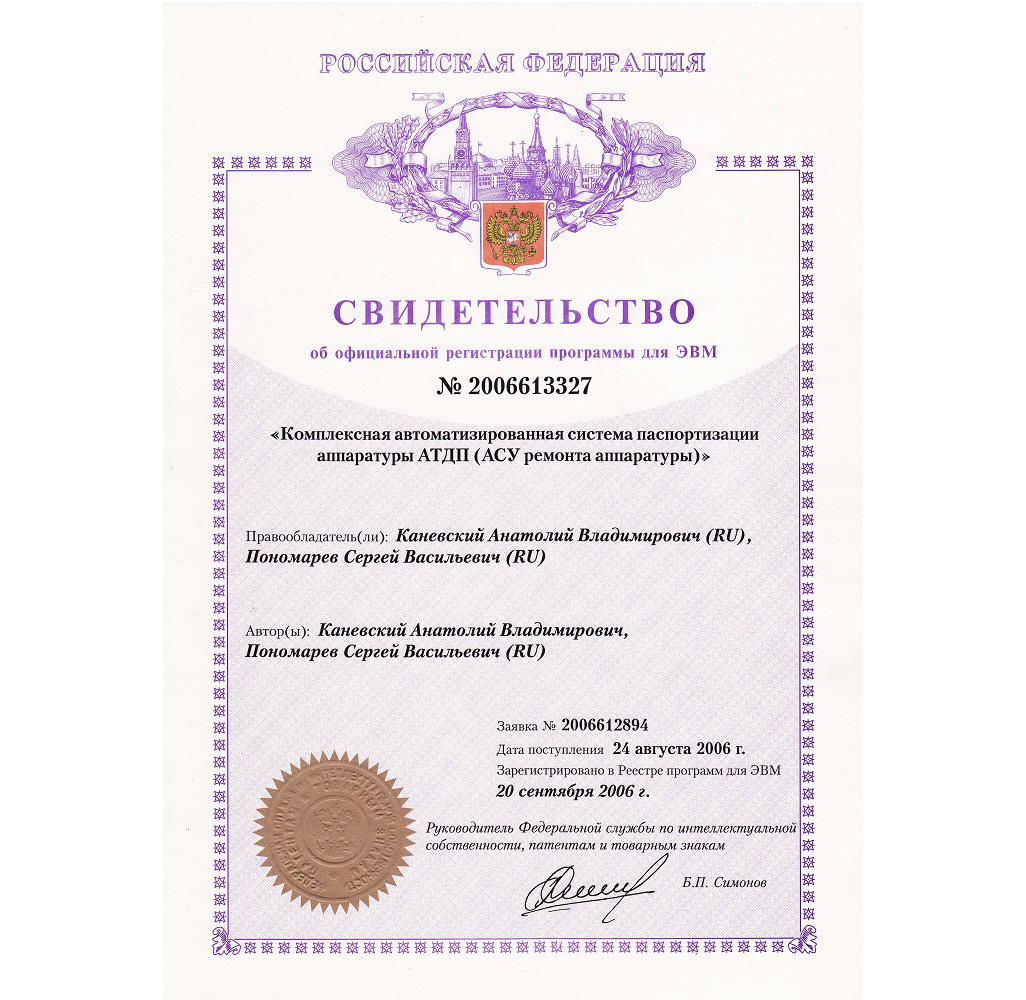 РОССИЙСКАЯ ФЕДЕРАЦИЯ
СВИДЕТЕЛЬСТВО
об официальной регистрации программы для ЭВМ
№ 2006613327
«Комплексная автоматизированная система паспортизации
аппаратуры АТДП (АСУ ремонта аппаратуры)»
Правообладатель(ли): Каневский Анатолий Владимирович (RU),
Пономарев Сергей Васильевич (RU)
Автор(ы): Каневский Анатолий Владимирович,
Пономарев Сергей Васильевич (RU)
Заявка № 2006612894
Дата поступления 24 августа 2006 г.
Зарегистрировано в Реестре программ для ЭВМ
20 сентября 2006 г.
Руководитель Федеральной службы по интеллектуальной
собственности, патентам и товарным знакам
Б.П. Симонов